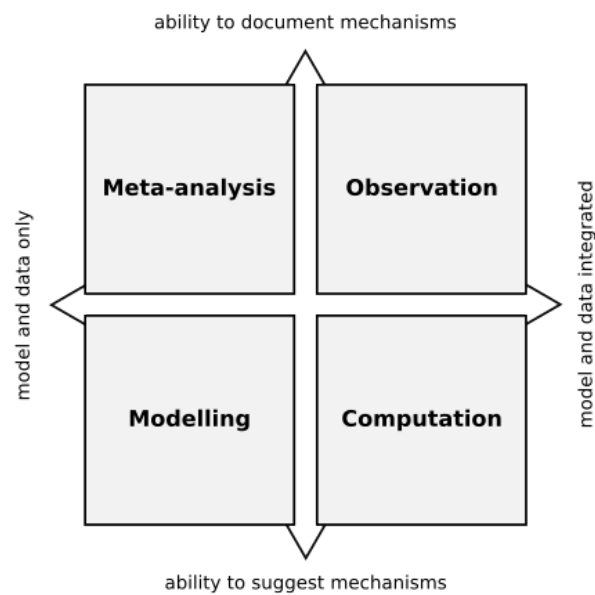 ability to document mechanisms
Meta-analysis
Observation
model and data only
model and data integrated
Modelling
Computation
ability to suggest mechanisms